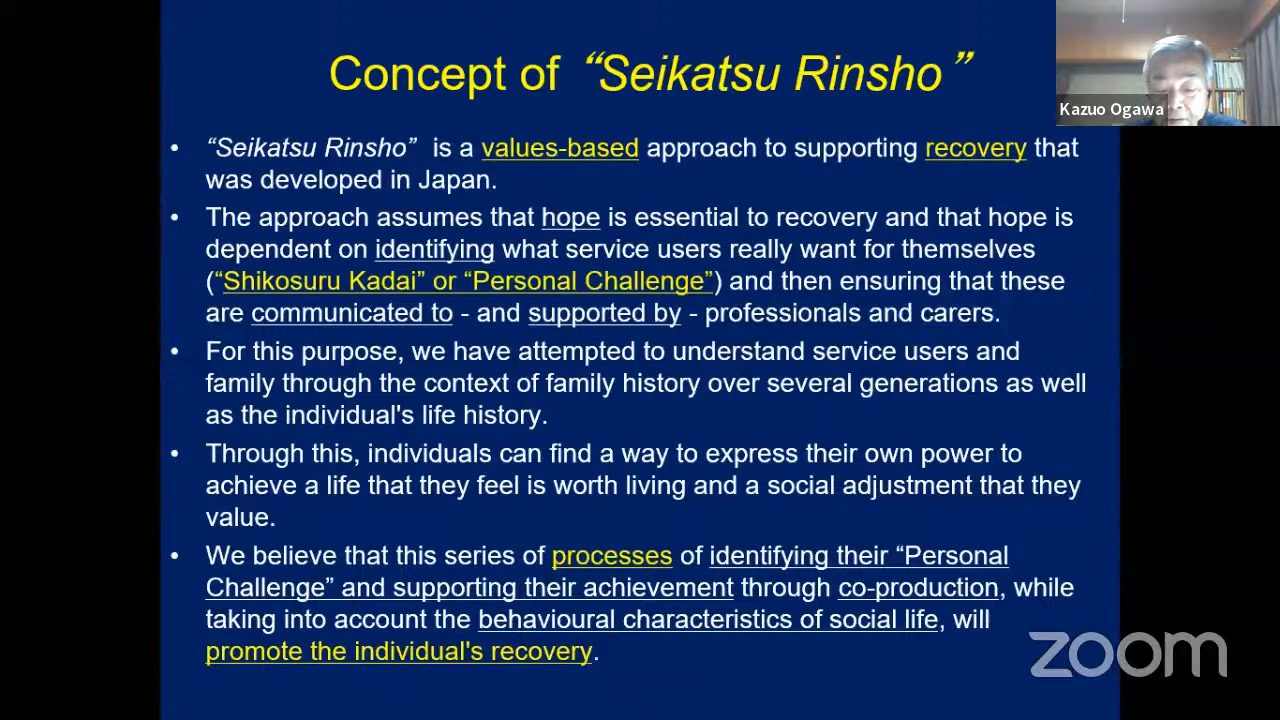 Concept of “Seikatsu Rinsho”
Kazuo Ogawa
• “Seikatsu Rinsho” is a values-based approach to supporting recovery that
was developed in Japan.
• The approach assumes that hope is essential to recovery and that hope is
dependent on identifying what service users really want for themselves
(“Shikosuru Kadai” or “Personal Challenge”) and then ensuring that these
are communicated to - and supported by - professionals and carers.
• For this purpose, we have attempted to understand service users and
family through the context of family history over several generations as well
as the individual's life history.
• Through this, individuals can find a way to express their own power to
achieve a life that they feel is worth living and a social adjustment that they
value.
• We believe that this series of processes of identifying their “Personal
Challenge” and supporting their achievement through co-production, while
taking into account the behavioural characteristics of social life, will
promote the individual's recovery.
zoom